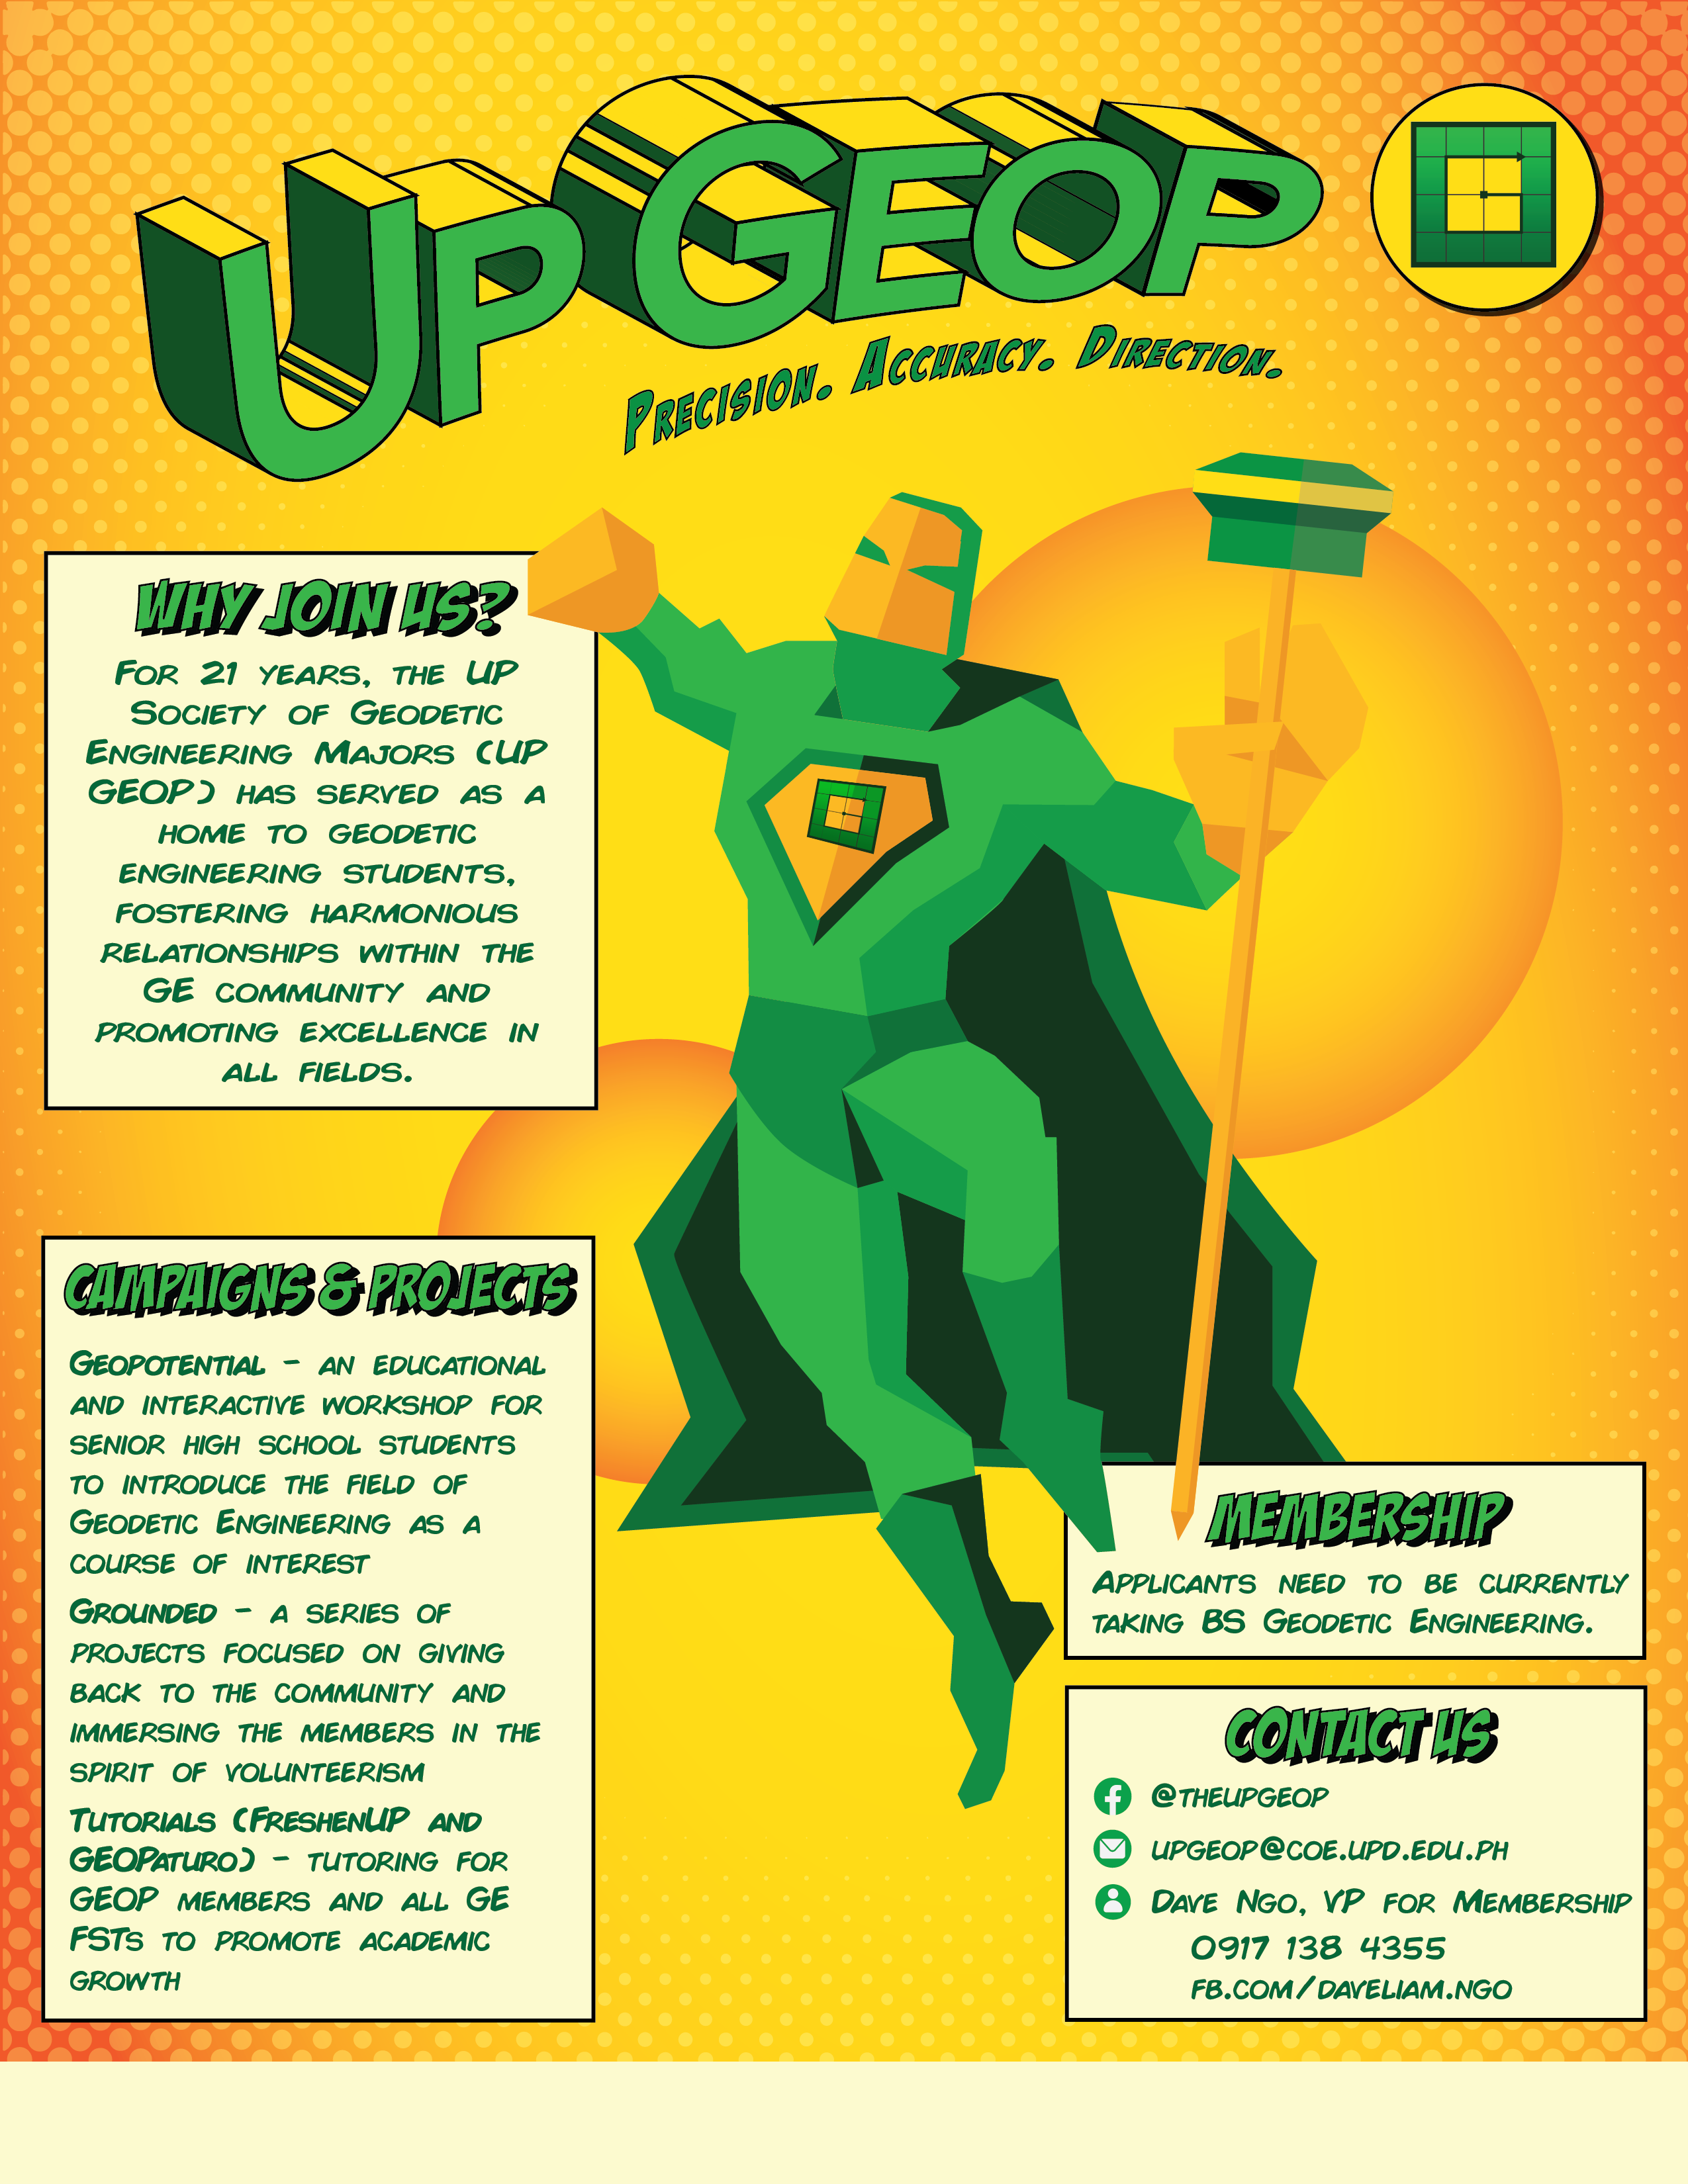 UP GEOP
PRECISION. ACCURACY. DIRECTION.
WHY JOIN US?
FOR 21 YEARS, THE UP
SOCIETY OF GEODETIC
ENGINEERING MAJORS (UP
GEOP) HAS SERVED AS A
HOME TO GEODETIC
ENGINEERING STUDENTS,
FOSTERING HARMONIOUS
RELATIONSHIPS WITHIN THE
GE COMMUNITY AND
PROMOTING EXCELLENCE IN
ALL FIELDS.
CAMPAIGNS & PROJECTS
GEOPOTENTIAL - AN EDUCATIONAL
AND INTERACTIVE WORKSHOP FOR
SENIOR HIGH SCHOOL STUDENTS
TO INTRODUCE THE FIELD OF
GEODETIC ENGINEERING AS A
COURSE OF INTEREST
GROUNDED - A SERIES OF
PROJECTS FOCUSED ON GIVING
BACK TO THE COMMUNITY AND
IMMERSING THE MEMBERS IN THE
SPIRIT OF VOLUNTEERISM
TUTORIALS (FRESHENUP AND
GEOPATURO) - TUTORING FOR
GEOP MEMBERS AND ALL GE
FSTS TO PROMOTE ACADEMIC
GROWTH
MEMBERSHIP
APPLICANTS NEED TO BE CURRENTLY
TAKING BS GEODETIC ENGINEERING.
CONTACT US
@THEUPGEOP
UPGEOP@COE.UPD.EDU.PH
DAVE NGO, VP FOR MEMBERSHIP
0917 138 4355
FB.COM/DAVELIAM.NGO